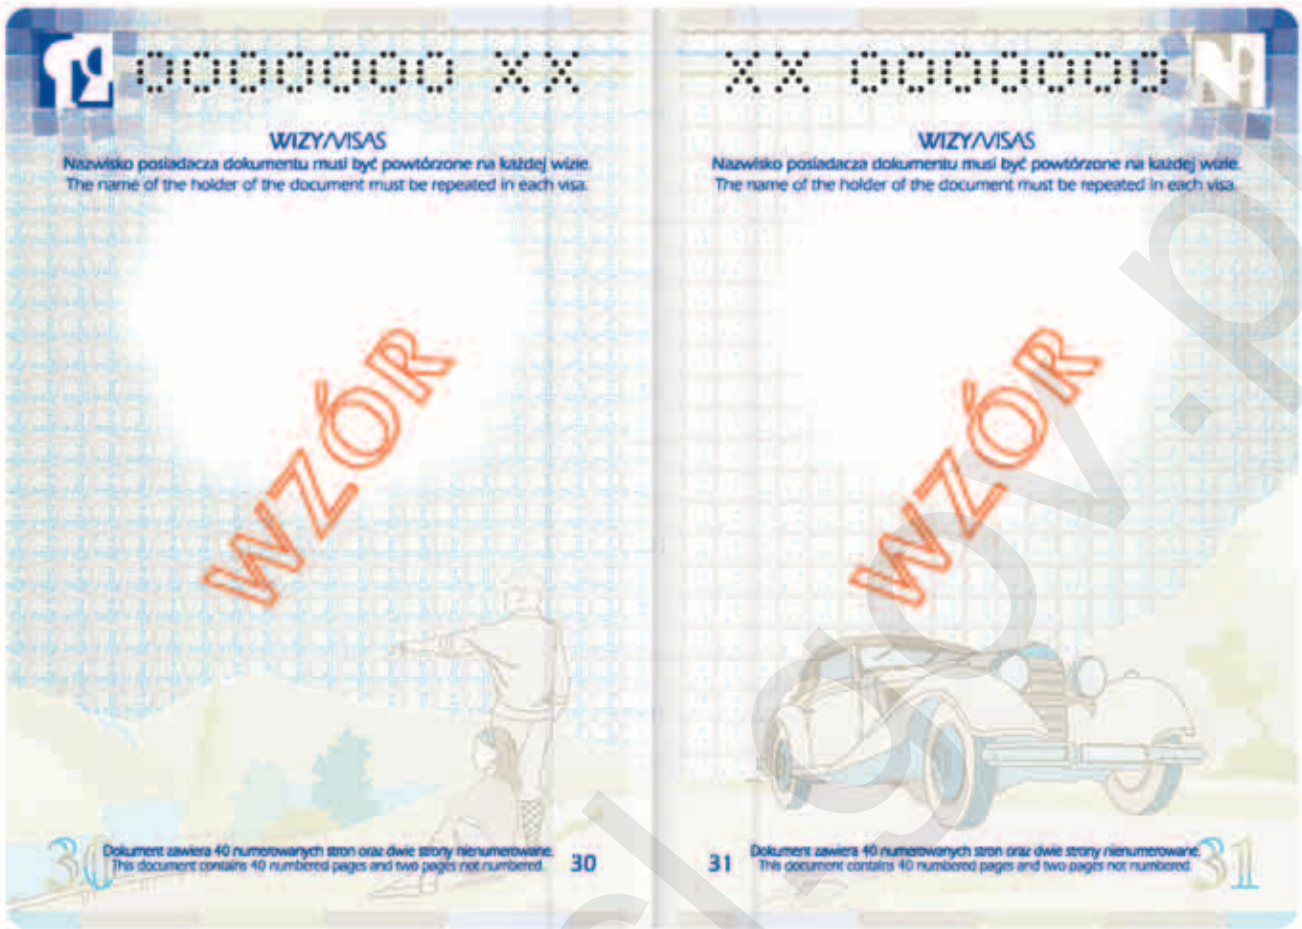 0000000 XX
WIZY/VISAS
Nazwisko posiadacza dokumentu musi być powtórzone na każdej wizie.
The name of the holder of the document must be repeated in each visa.
WZÓR
30
Dokument zawiera 40 numerowanych stron oraz dwie strony nienumerowane.
This document contains 40 numbered pages and two pages not numbered.
30
XX 0000000
WIZY/VISAS
Nazwisko posiadacza dokumentu musi być powtórzone na każdej wizie.
The name of the holder of the document must be repeated in each visa.
WZÓR
31
Dokument zawiera 40 numerowanych stron oraz dwie strony nienumerowane.
This document contains 40 numbered pages and two pages not numbered.
31